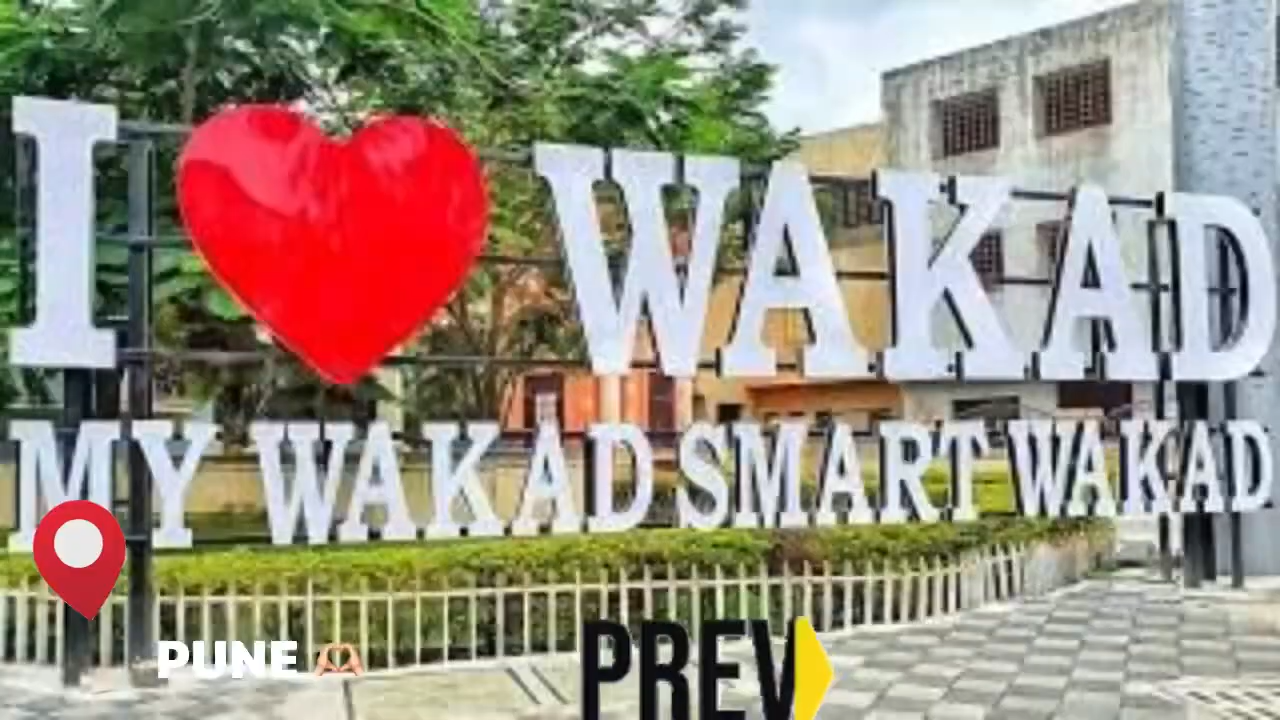 I ❤ WAKAD
MY WAKAD SMART WAKAD
PUNE 🫶🏻
PREV